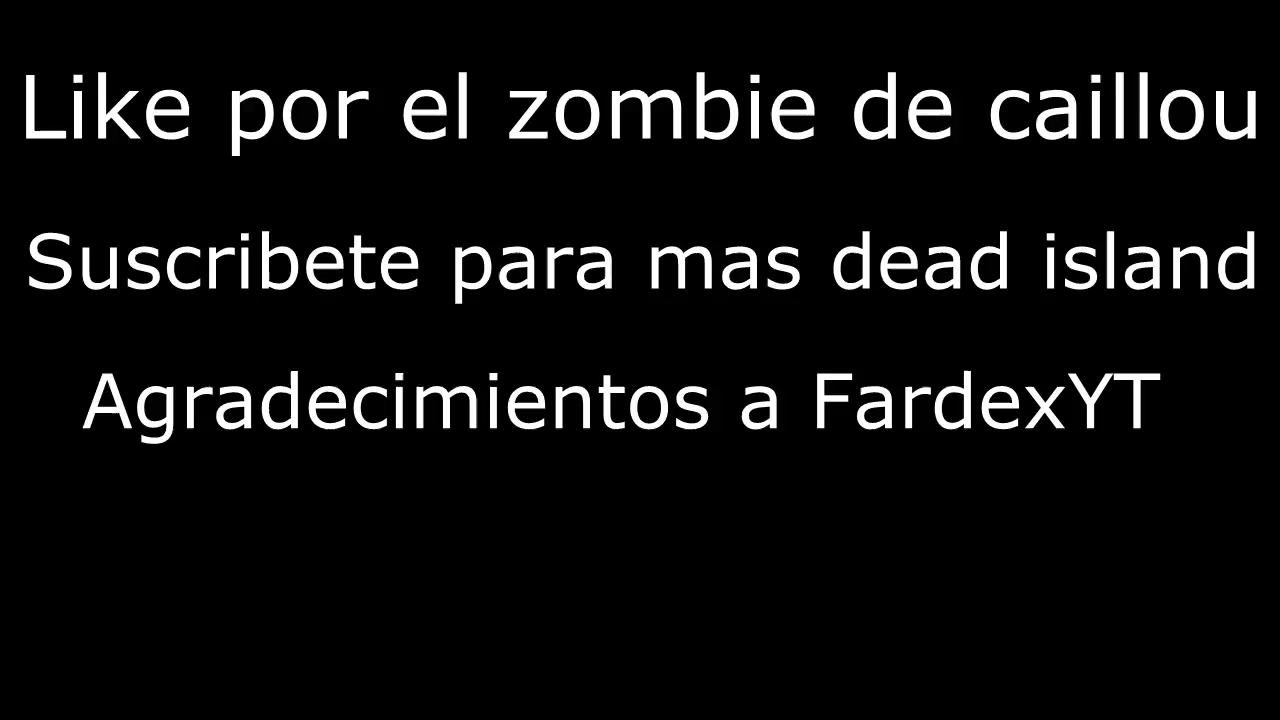 Like por el zombie de caillou
Suscribete para mas dead island
Agradecimientos a FardexYT